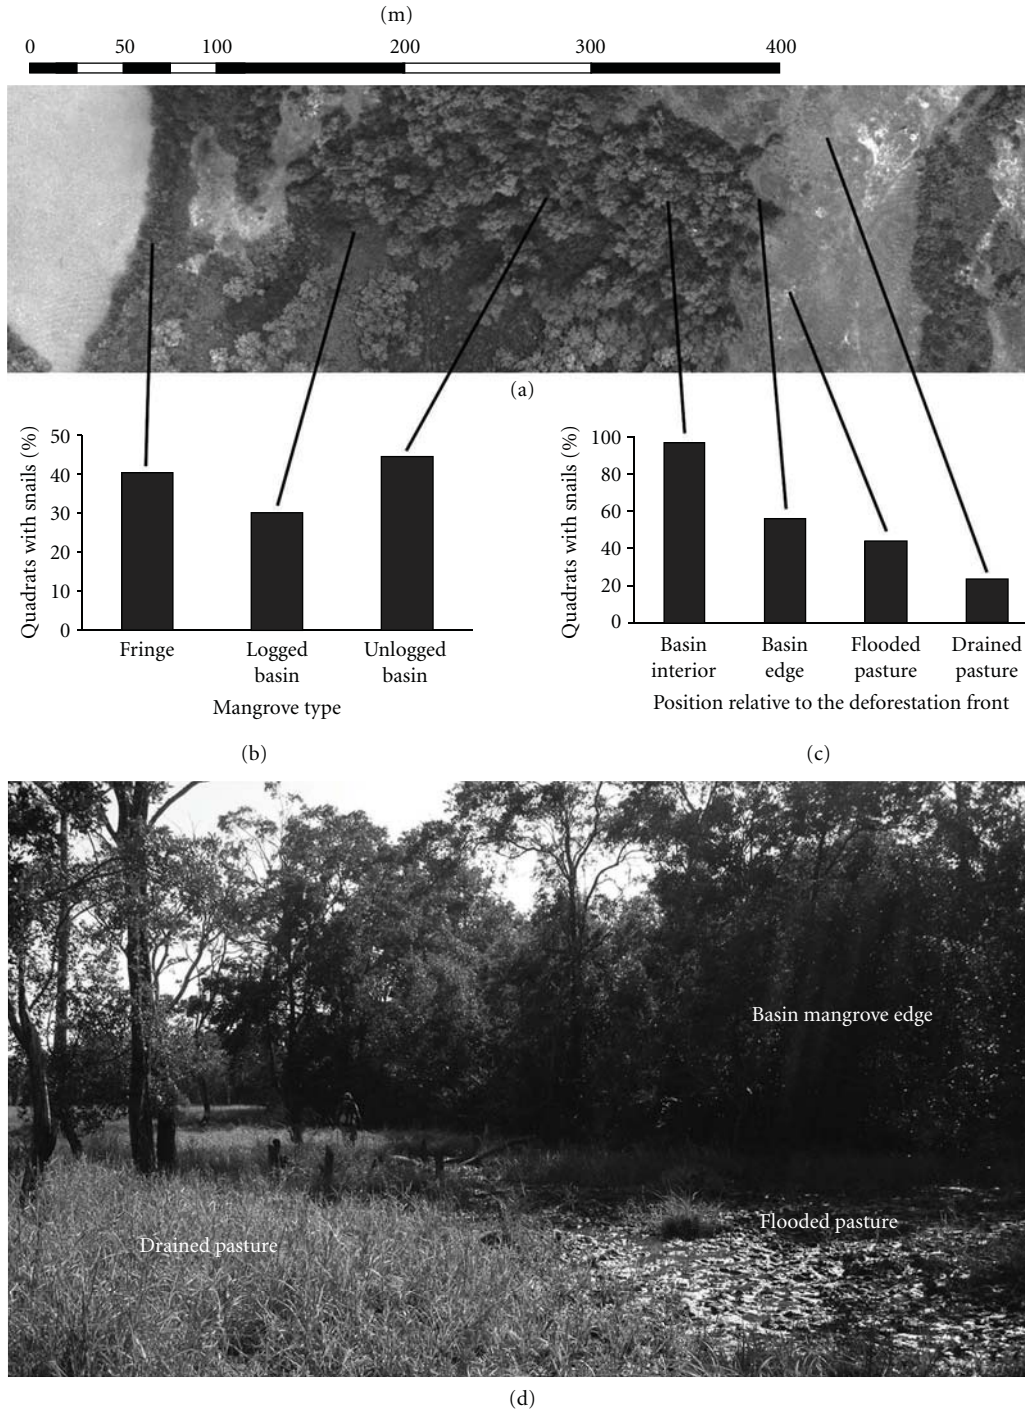 (m)
0 50 100 200 300 400
(a)
Quadrats with snails (%)
50
40
30
20
10
0
Fringe
Logged basin
Unlogged basin
Mangrove type
(b)
Quadrats with snails (%)
100
80
60
40
20
0
Basin interior
Basin edge
Flooded pasture
Drained pasture
Position relative to the deforestation front
(c)
Basin mangrove edge
Flooded pasture
Drained pasture
(d)